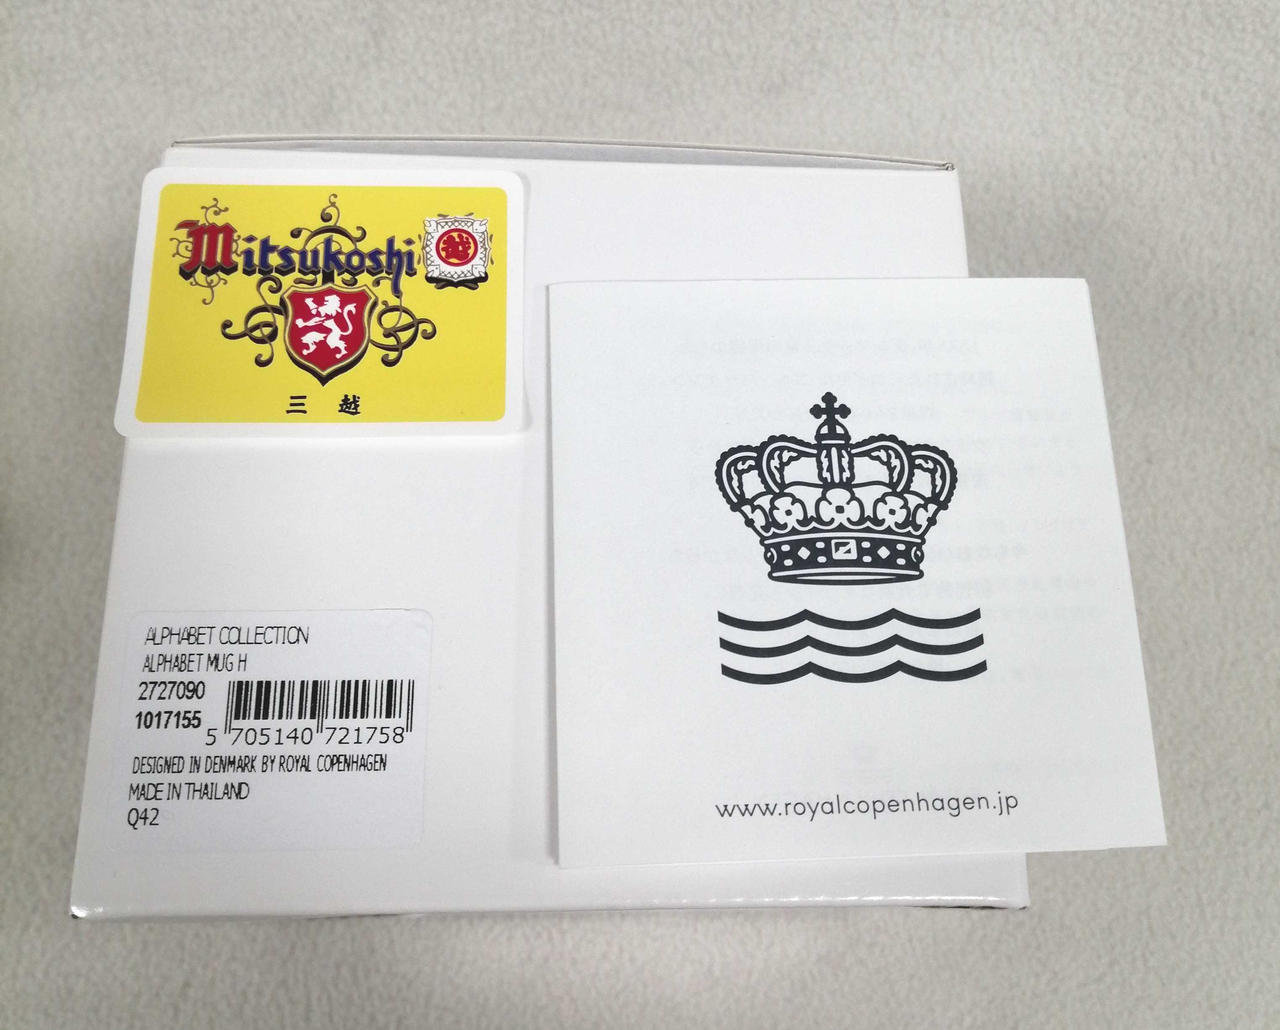 Mitsukoshi
三越
ALPHABET COLLECTION
ALPHABET MUG H
2727090
1017155
5 705140 721758
DESIGNED IN DENMARK BY ROYAL COPENHAGEN
MADE IN THAILAND
Q42
www.royalcopenhagen.jp